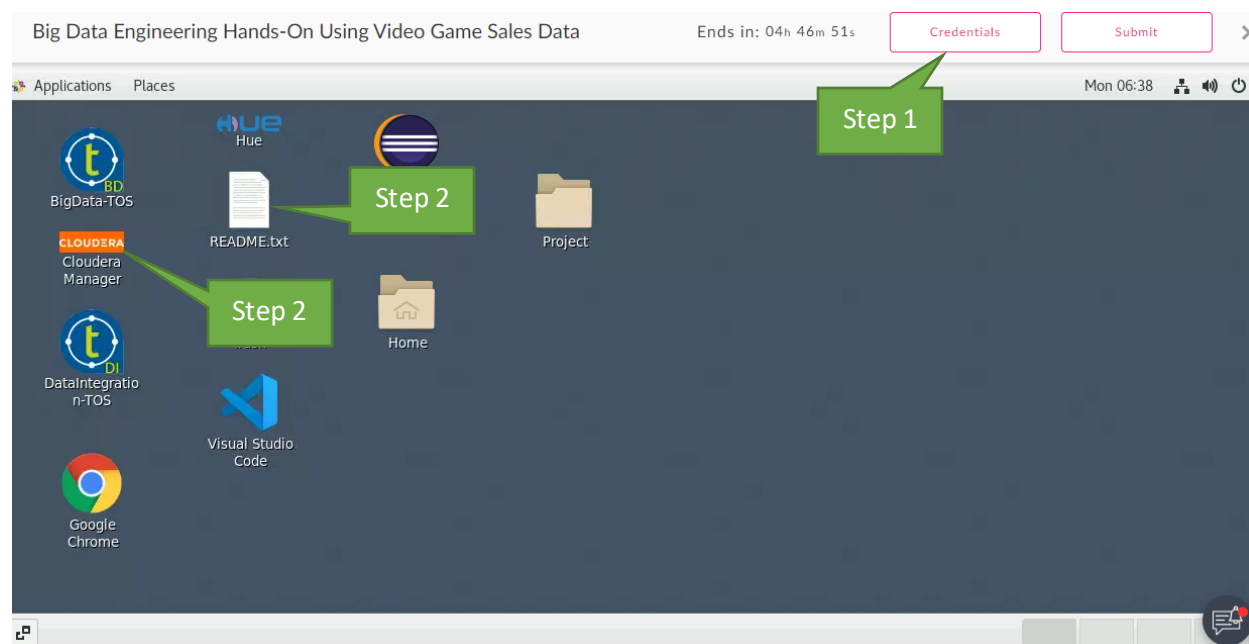 Big Data Engineering Hands-On Using Video Game Sales Data
Ends in: 04h 46m 51s
Credentials
Submit
Applications Places
Mon 06:38
Step 1
BD
BigData-TOS
HUE
Hue
README.txt
Step 2
Project
CLOUDERA
Cloudera
Manager
Step 2
Home
DI
DataIntegratio
n-TOS
Visual Studio
Code
Google
Chrome